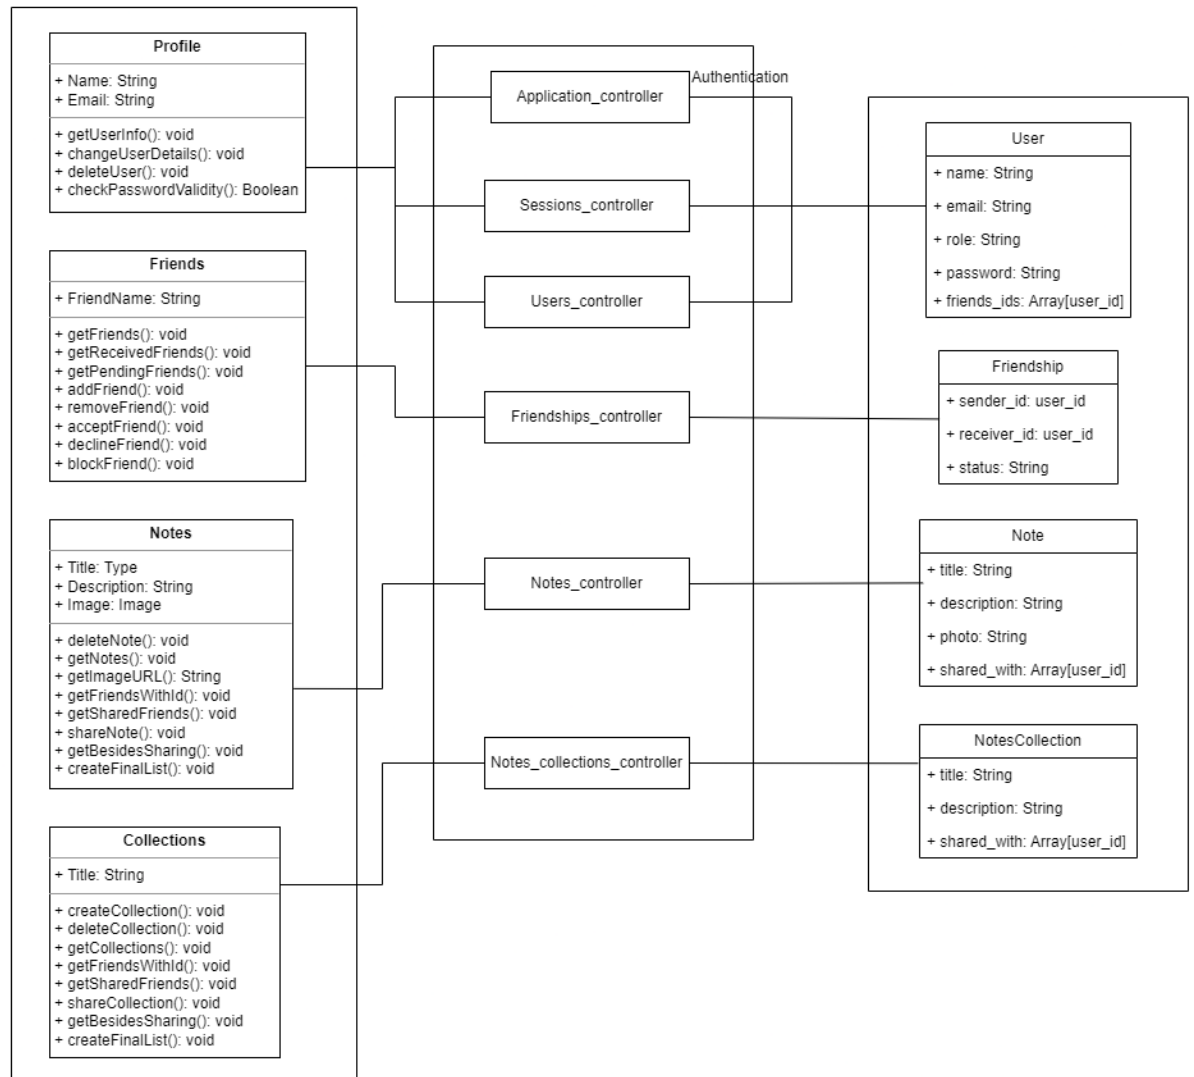 Profile
+ Name: String
+ Email: String
+ getUserInfo(): void
+ changeUserDetails(): void
+ deleteUser(): void
+ checkPasswordValidity(): Boolean
Friends
+ FriendName: String
+ getFriends(): void
+ getReceivedFriends(): void
+ getPendingFriends(): void
+ addFriend(): void
+ removeFriend(): void
+ acceptFriend(): void
+ declineFriend(): void
+ blockFriend(): void
Notes
+ Title: Type
+ Description: String
+ Image: Image
+ deleteNote(): void
+ getNotes(): void
+ getImageURL(): String
+ getFriendsWithId(): void
+ getSharedFriends(): void
+ shareNote(): void
+ getBesidesSharing(): void
+ createFinalList(): void
Collections
+ Title: String
+ createCollection(): void
+ deleteCollection(): void
+ getCollections(): void
+ getFriendsWithId(): void
+ getSharedFriends(): void
+ shareCollection(): void
+ getBesidesSharing(): void
+ createFinalList(): void
Authentication
Application_controller
Sessions_controller
Users_controller
Friendships_controller
Notes_controller
Notes_collections_controller
User
+ name: String
+ email: String
+ role: String
+ password: String
+ friends_ids: Array[user_id]
Friendship
+ sender_id: user_id
+ receiver_id: user_id
+ status: String
Note
+ title: String
+ description: String
+ photo: String
+ shared_with: Array[user_id]
NotesCollection
+ title: String
+ description: String
+ shared_with: Array[user_id]